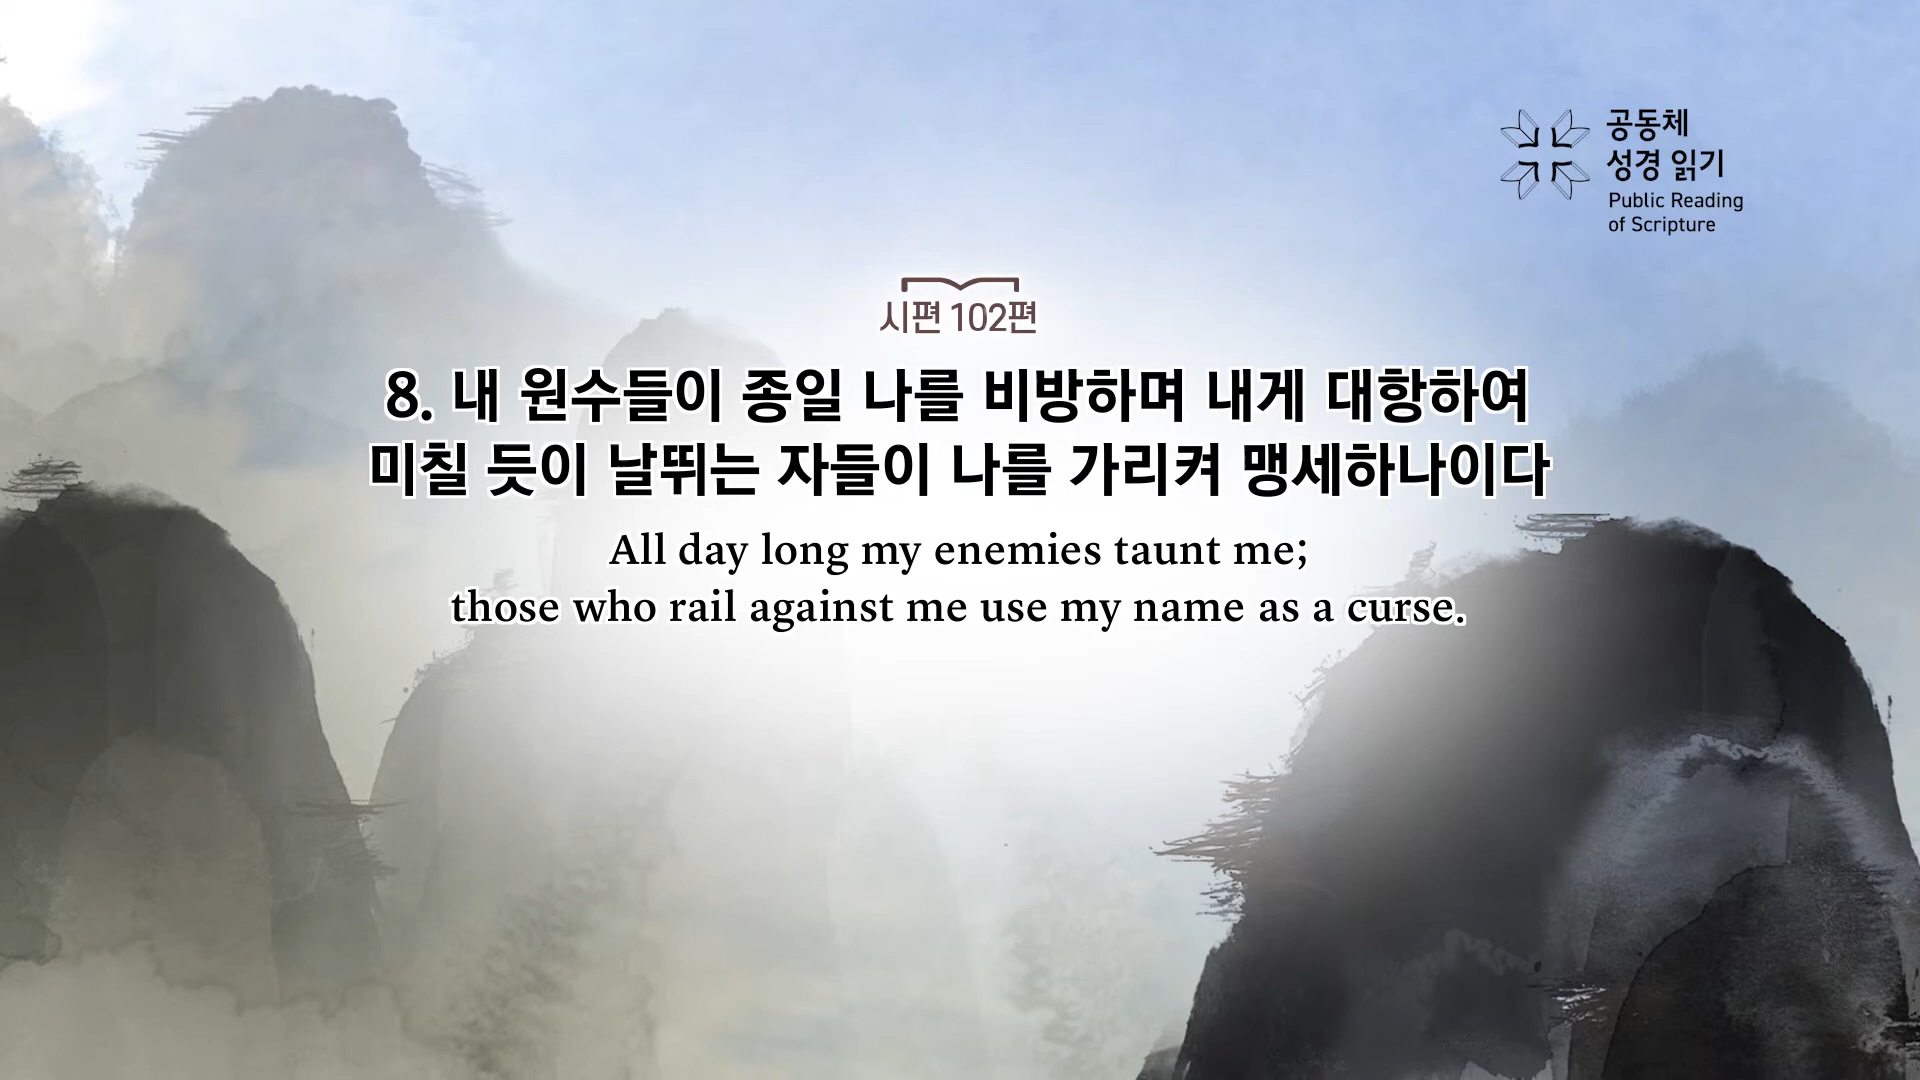 공동체
성경 읽기
Public Reading
of Scripture
시편 102편
8. 내 원수들이 종일 나를 비방하며 내게 대항하여
미칠 듯이 날뛰는 자들이 나를 가리켜 맹세하나이다
All day long my enemies taunt me;
those who rail against me use my name as a curse.